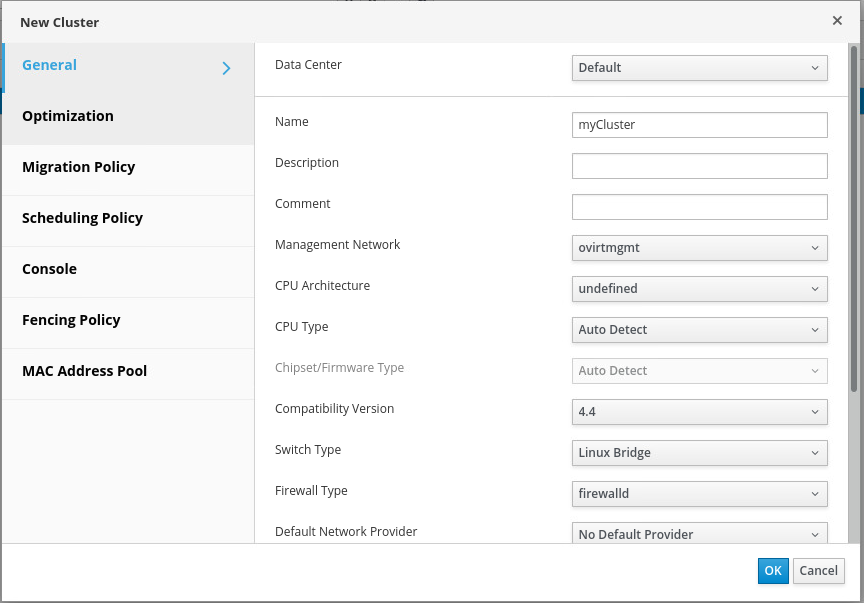 New Cluster
General
Optimization
Migration Policy
Scheduling Policy
Console
Fencing Policy
MAC Address Pool
Data Center Default
Name myCluster
Description
Comment
Management Network ovirtmgmt
CPU Architecture undefined
CPU Type Auto Detect
Chipset/Firmware Type Auto Detect
Compatibility Version 4.4
Switch Type Linux Bridge
Firewall Type firewalld
Default Network Provider No Default Provider
OK Cancel